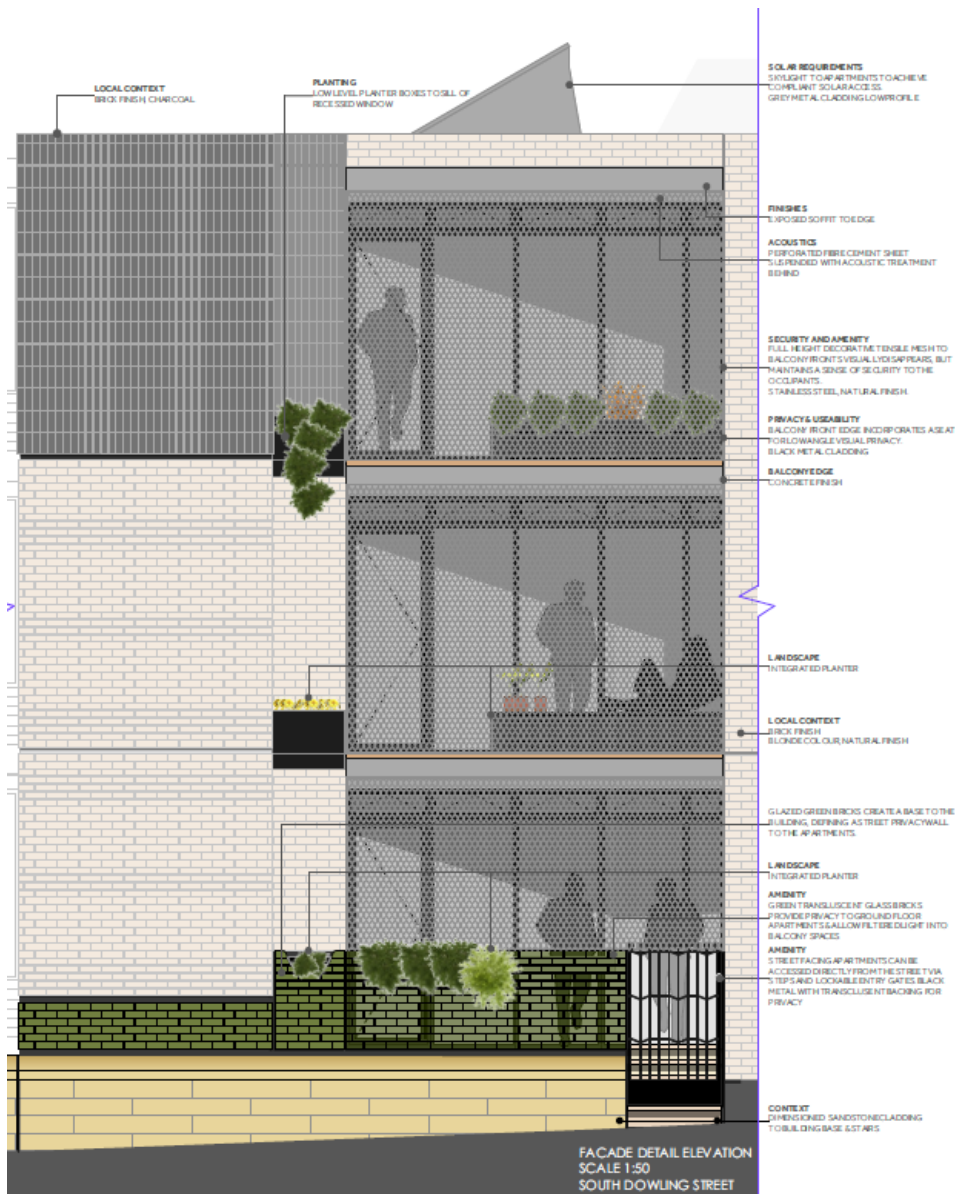 LOCAL CONTEXT
BRICK FINISH, CHARCOAL
PLANTING
LOW LEVEL PLANTER BOXES TO SILL OF
RECESSED WINDOW
SOLAR REQUIREMENTS
SKYLIGHT TO APARTMENTS TO ACHIEVE
COMPLIANT SOLAR ACCESS.
GREY METAL CLADDING LOW PROFILE
FINISHES
EXPOSED SOFFIT TO EDGE
ACOUSTICS
PERFORATED FIBRE CEMENT SHEET
SUSPENDED WITH ACOUSTIC TREATMENT
BEHIND
SECURITY AND AMENITY
FULL HEIGHT DECORATIVE TENSILE MESH TO
BALCONY FRONTS VISUALLY DISAPPEARS, BUT
MAINTAINS A SENSE OF SECURITY TO THE
OCCUPANTS.
STAINLESS STEEL, NATURAL FINISH.
PRIVACY & USEABILITY
BALCONY FRONT EDGE INCORPORATES A SEAT
FOR LOW ANGLE VISUAL PRIVACY.
BLACK METAL CLADDING
BALCONY EDGE
CONCRETE FINISH
LANDSCAPE
INTEGRATED PLANTER
LOCAL CONTEXT
BRICK FINISH
BLONDE COLOUR, NATURAL FINISH
GLAZED GREEN BRICKS CREATE A BASE TO THE
BUILDING, DEFINING A STREET PRIVACY WALL
TO THE APARTMENTS.
LANDSCAPE
INTEGRATED PLANTER
AMENITY
GREEN TRANSLUSCENT GLASS BRICKS
PROVIDE PRIVACY TO GROUND FLOOR
APARTMENTS & ALLOW FILTERED LIGHT INTO
BALCONY SPACES
AMENITY
STREET FACING APARTMENTS CAN BE
ACCESSED DIRECTLY FROM THE STREET VIA
STEPS AND LOCKABLE ENTRY GATES. BLACK
METAL WITH TRANSCLUSENT BACKING FOR
PRIVACY
CONTEXT
DIMENSIONED SANDSTONE CLADDING
TO BUILDING BASE & STAIRS
FACADE DETAIL ELEVATION
SCALE 1:50
SOUTH DOWLING STREET